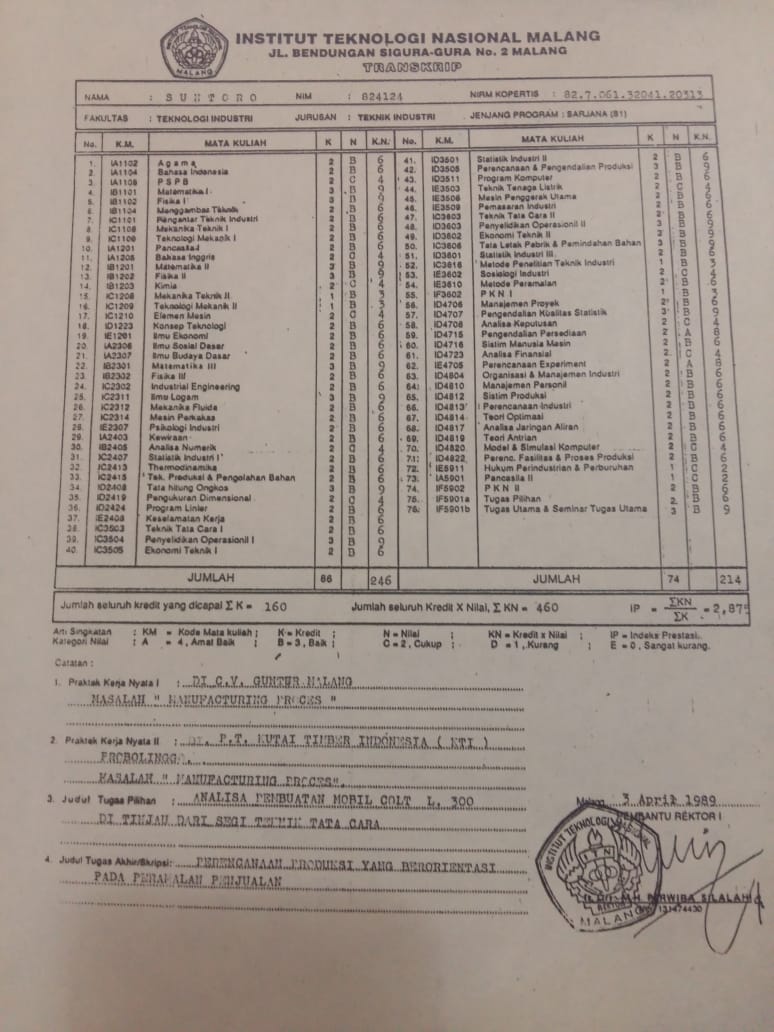 INSTITUT TEKNOLOGI NASIONAL MALANG
JL. BENDUNGAN SIGURA-GURA No. 2 MALANG
TRANSKRIP
NAMA : SUNTORO NIM : 824124 NIRM KOPERTIS : 82.7.061.32041.20313
FAKULTAS : TEKNOLOGI INDUSTRI JURUSAN : TEKNIK INDUSTRI JENJANG PROGRAM : SARJANA (S1)
No. K.M. MATA KULIAH K N K.N. No. K.M. MATA KULIAH K N K.N.
1. IA1102 Agama 2 B 6
2. IA1104 Bahasa Indonesia 2 B 6
3. IA1105 P S P B 2 C 4
4. IB1101 Matematika I 3 B 9
5. IB1102 Fisika I 3 B 9
6. IB1104 Menggambar Teknik 2 B 6
7. IC1101 Pengantar Teknik Industri 2 B 6
8. IC1108 Mekanika Teknik I 2 B 6
9. IC1109 Teknologi Mekanik I 2 B 6
10. IA1201 Pancasila I 2 B 6
11. IA1205 Bahasa Inggris 2 C 4
12. IB1201 Matematika II 3 B 9
13. IB1202 Fisika II 3 B 9
14. IB1203 Kimia 2 C 4
15. IC1208 Mekanika Teknik II 1 B 3
16. IC1209 Teknologi Mekanik II 1 B 3
17. IC1210 Elemen Mesin 2 C 4
18. ID1223 Konsep Teknologi 2 B 6
19. IE1201 Ilmu Ekonomi 2 B 6
20. IA2306 Ilmu Sosial Dasar 2 B 6
21. IA2307 Ilmu Budaya Dasar 2 B 6
22. IB2301 Matematika III 3 B 9
23. IB2302 Fisika III 2 B 6
24. IC2302 Industrial Engineering 2 B 6
25. IC2311 Ilmu Logam 3 B 9
26. IC2312 Mekanika Fluida 2 B 6
27. IC2314 Mesin Perkakas 2 B 6
28. IE2307 Psikologi Industri 2 B 6
29. IA2403 Kewiraan 2 B 6
30. IB2405 Analisa Numerik 2 C 4
31. IC2407 Statistik Industri I 2 B 6
32. IC2413 Thermodinamika 2 B 6
33. IC2415 Tek. Produksi & Pengolahan Bahan 2 B 6
34. ID2408 Tata hitung Ongkos 3 B 9
35. ID2419 Pengukuran Dimensional 2 C 4
36. ID2424 Program Linier 2 B 6
37. IE2408 Keselamatan Kerja 2 B 6
38. IC3503 Teknik Tata Cara I 2 B 6
39. IC3504 Penyelidikan Operasionil I 3 B 9
40. IC3505 Ekonomi Teknik I 2 B 6
41. ID3501 Statistik Industri II 2 B 6
42. ID3505 Perencanaan & Pengendalian Produksi 3 B 9
43. ID3511 Program Komputer 2 C 4
44. IE3503 Teknik Tenaga Listrik 2 B 6
45. IE3506 Mesin Penggerak Utama 2 B 6
46. IE3509 Pemasaran Industri 2 B 6
47. ID3603 Teknik Tata Cara II 2 B 6
48. ID3603 Penyelidikan Operasionil II 3 B 9
49. ID3602 Ekonomi Teknik II 2 B 6
50. ID3606 Tata Letak Pabrik & Pemindahan Bahan 3 B 9
51. ID3601 Statistik Industri III 2 B 6
52. ID3616 Metode Penelitian Teknik Industri 1 B 3
53. IE3602 Sosiologi Industri 2 C 4
54. IE3610 Metode Peramalan 2 B 6
55. IF3602 P K N I 1 B 3
56. ID4706 Manajemen Proyek 2 B 6
57. ID4707 Pengendalian Kualitas Statistik 3 B 9
58. ID4708 Analisa Keputusan 2 C 4
59. ID4715 Pengendalian Persediaan 2 A 8
60. ID4716 Sistim Manusia Mesin 2 B 6
61. ID4723 Analisa Finansial 2 C 4
62. IE4705 Perencanaan Experiment 2 A 8
63. ID4804 Organisasi & Manajemen Industri 2 B 6
64. ID4810 Manajemen Personil 2 B 6
65. ID4812 Sistim Produksi 2 B 6
66. ID4813 Perencanaan Industri 2 B 6
67. ID4814 Teori Optimasi 2 B 6
68. ID4817 Analisa Jaringan Aliran 2 B 6
69. ID4819 Teori Antrian 2 B 6
70. ID4820 Model & Simulasi Komputer 2 C 4
71. ID4822 Perenc. Fasilitas & Proses Produksi 2 B 6
72. IE5911 Hukum Perindustrian & Perburuhan 1 C 2
73. IA5901 Pancasila II 1 C 2
74. IF5902 P K N II 2 B 6
75. IF5901a Tugas Pilihan 2 B 6
76. IF5901b Tugas Utama & Seminar Tugas Utama 3 B 9
JUMLAH 86 246 JUMLAH 74 214
Jumlah seluruh kredit yang dicapai Σ K = 160 Jumlah seluruh Kredit X Nilai, Σ KN = 460 IP = ΣKN / ΣK = 2,875
Arti Singkatan : KM = Kode Mata kuliah ; K = Kredit ; N = Nilai ; KN = Kredit x Nilai ; IP = Indeks Prestasi.
Kategori Nilai : A = 4, Amat Baik ; B = 3, Baik ; C = 2, Cukup ; D = 1, Kurang ; E = 0, Sangat kurang.
Catatan :
1. Praktek Kerja Nyata I : DI C.V. GUNTUR MALANG
MASALAH " MANUFACTURING PROCES "
2. Praktek Kerja Nyata II : DI. P.T. KUTAI TIMBER INDONESIA ( KTI )
PROBOLINGGO.
MASALAH " MANUFACTURING PROCES".
3. Judul Tugas Pilihan : ANALISA PEMBUATAN MOBIL COLT L. 300
DI TINJAU DARI SEGI TEKNIK TATA CARA
4. Judul Tugas Akhir/Skripsi: PERENCANAAN PRODUKSI YANG BERORIENTASI
PADA PERAMALAN PENJUALAN
Malang, 3 April 1989
PEMBANTU REKTOR I
INSTITUT TEKNOLOGI NASIONAL
MALANG
SILALAHI